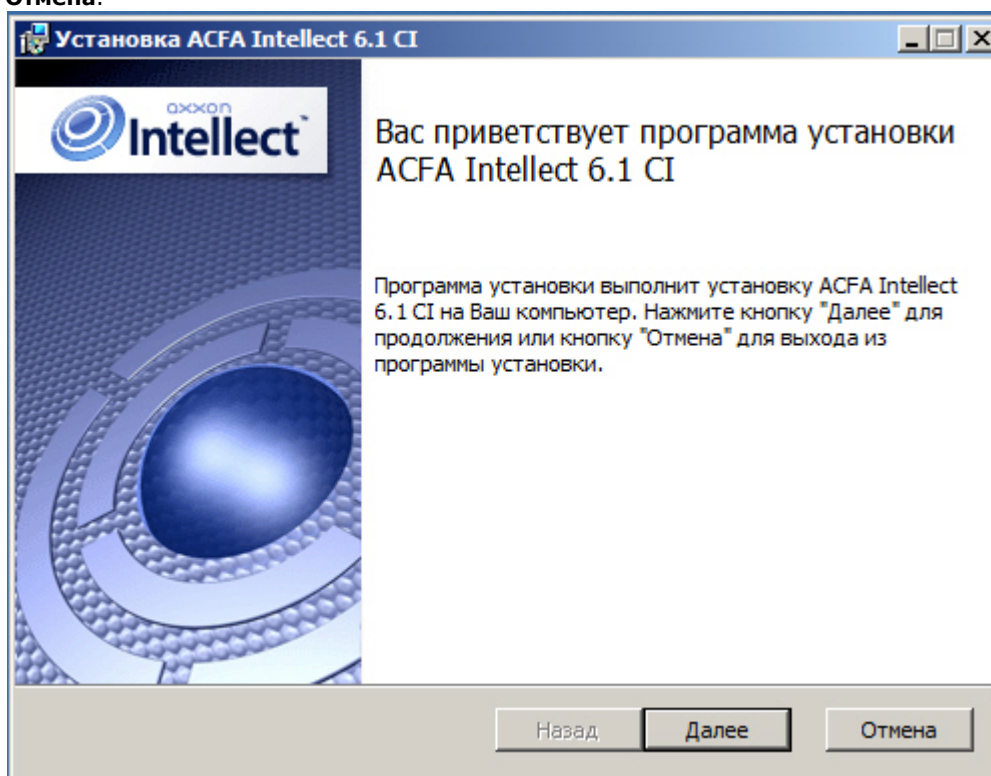 Отмена.
Установка ACFA Intellect 6.1 CI
axxon
Intellect™
Вас приветствует программа установки
ACFA Intellect 6.1 CI
Программа установки выполнит установку ACFA Intellect
6.1 CI на Ваш компьютер. Нажмите кнопку "Далее" для
продолжения или кнопку "Отмена" для выхода из
программы установки.
Назад
Далее
Отмена